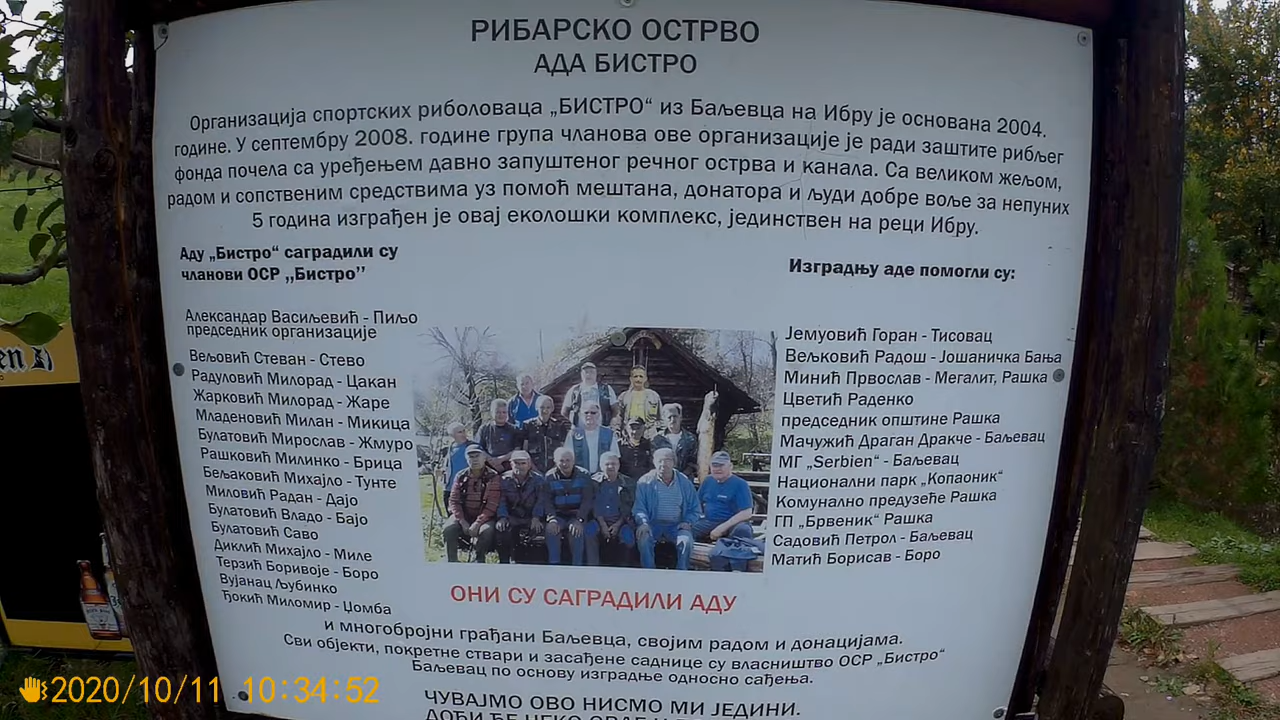 РИБАРСКО ОСТРВО
АДА БИСТРО
Организација спортских риболоваца „БИСТРО“ из Баљевца на Ибру је основана 2004.
године. У септембру 2008. године група чланова ове организације је ради заштите рибљег
фонда почела са уређењем давно запуштеног речног острва и канала. Са великом жељом,
радом и сопственим средствима уз помоћ мештана, донатора и људи добре воље за непуних
5 година изграђен је овај еколошки комплекс, јединствен на реци Ибру.
Аду „Бистро“ саградили су
чланови ОСР ,,Бистро’’
Александар Васиљевић - Пиљо
председник организације
Вељовић Стеван - Стево
Радуловић Милорад - Цакан
Жарковић Милорад - Жаре
Младеновић Милан - Микица
Булатовић Мирослав - Жмуро
Рашковић Милинко - Брица
Бељаковић Михајло - Тунте
Миловић Радан - Дајо
Булатовић Владо - Бајо
Булатовић Саво
Диклић Михајло - Миле
Терзић Боривоје - Боро
Вујанац Љубинко
Ђокић Миломир - Џомба
Изградњу аде помогли су:
Јемуовић Горан - Тисовац
Вељковић Радош - Јошаничка Бања
Минић Првослав - Мегалит, Рашка
Цветић Раденко
председник општине Рашка
Мачужић Драган Дракче - Баљевац
МГ „Serbien“ - Баљевац
Национални парк „Копаоник“
Комунално предузеће Рашка
ГП „Брвеник“ Рашка
Садовић Петрол - Баљевац
Матић Борисав - Боро
ОНИ СУ САГРАДИЛИ АДУ
и многобројни грађани Баљевца, својим радом и донацијама.
Сви објекти, покретне ствари и засађене саднице су власништво ОСР „Бистро“
Баљевац по основу изградње односно сађења.
ЧУВАЈМО ОВО НИСМО МИ ЈЕДИНИ.
2020/10/11 10:34:52